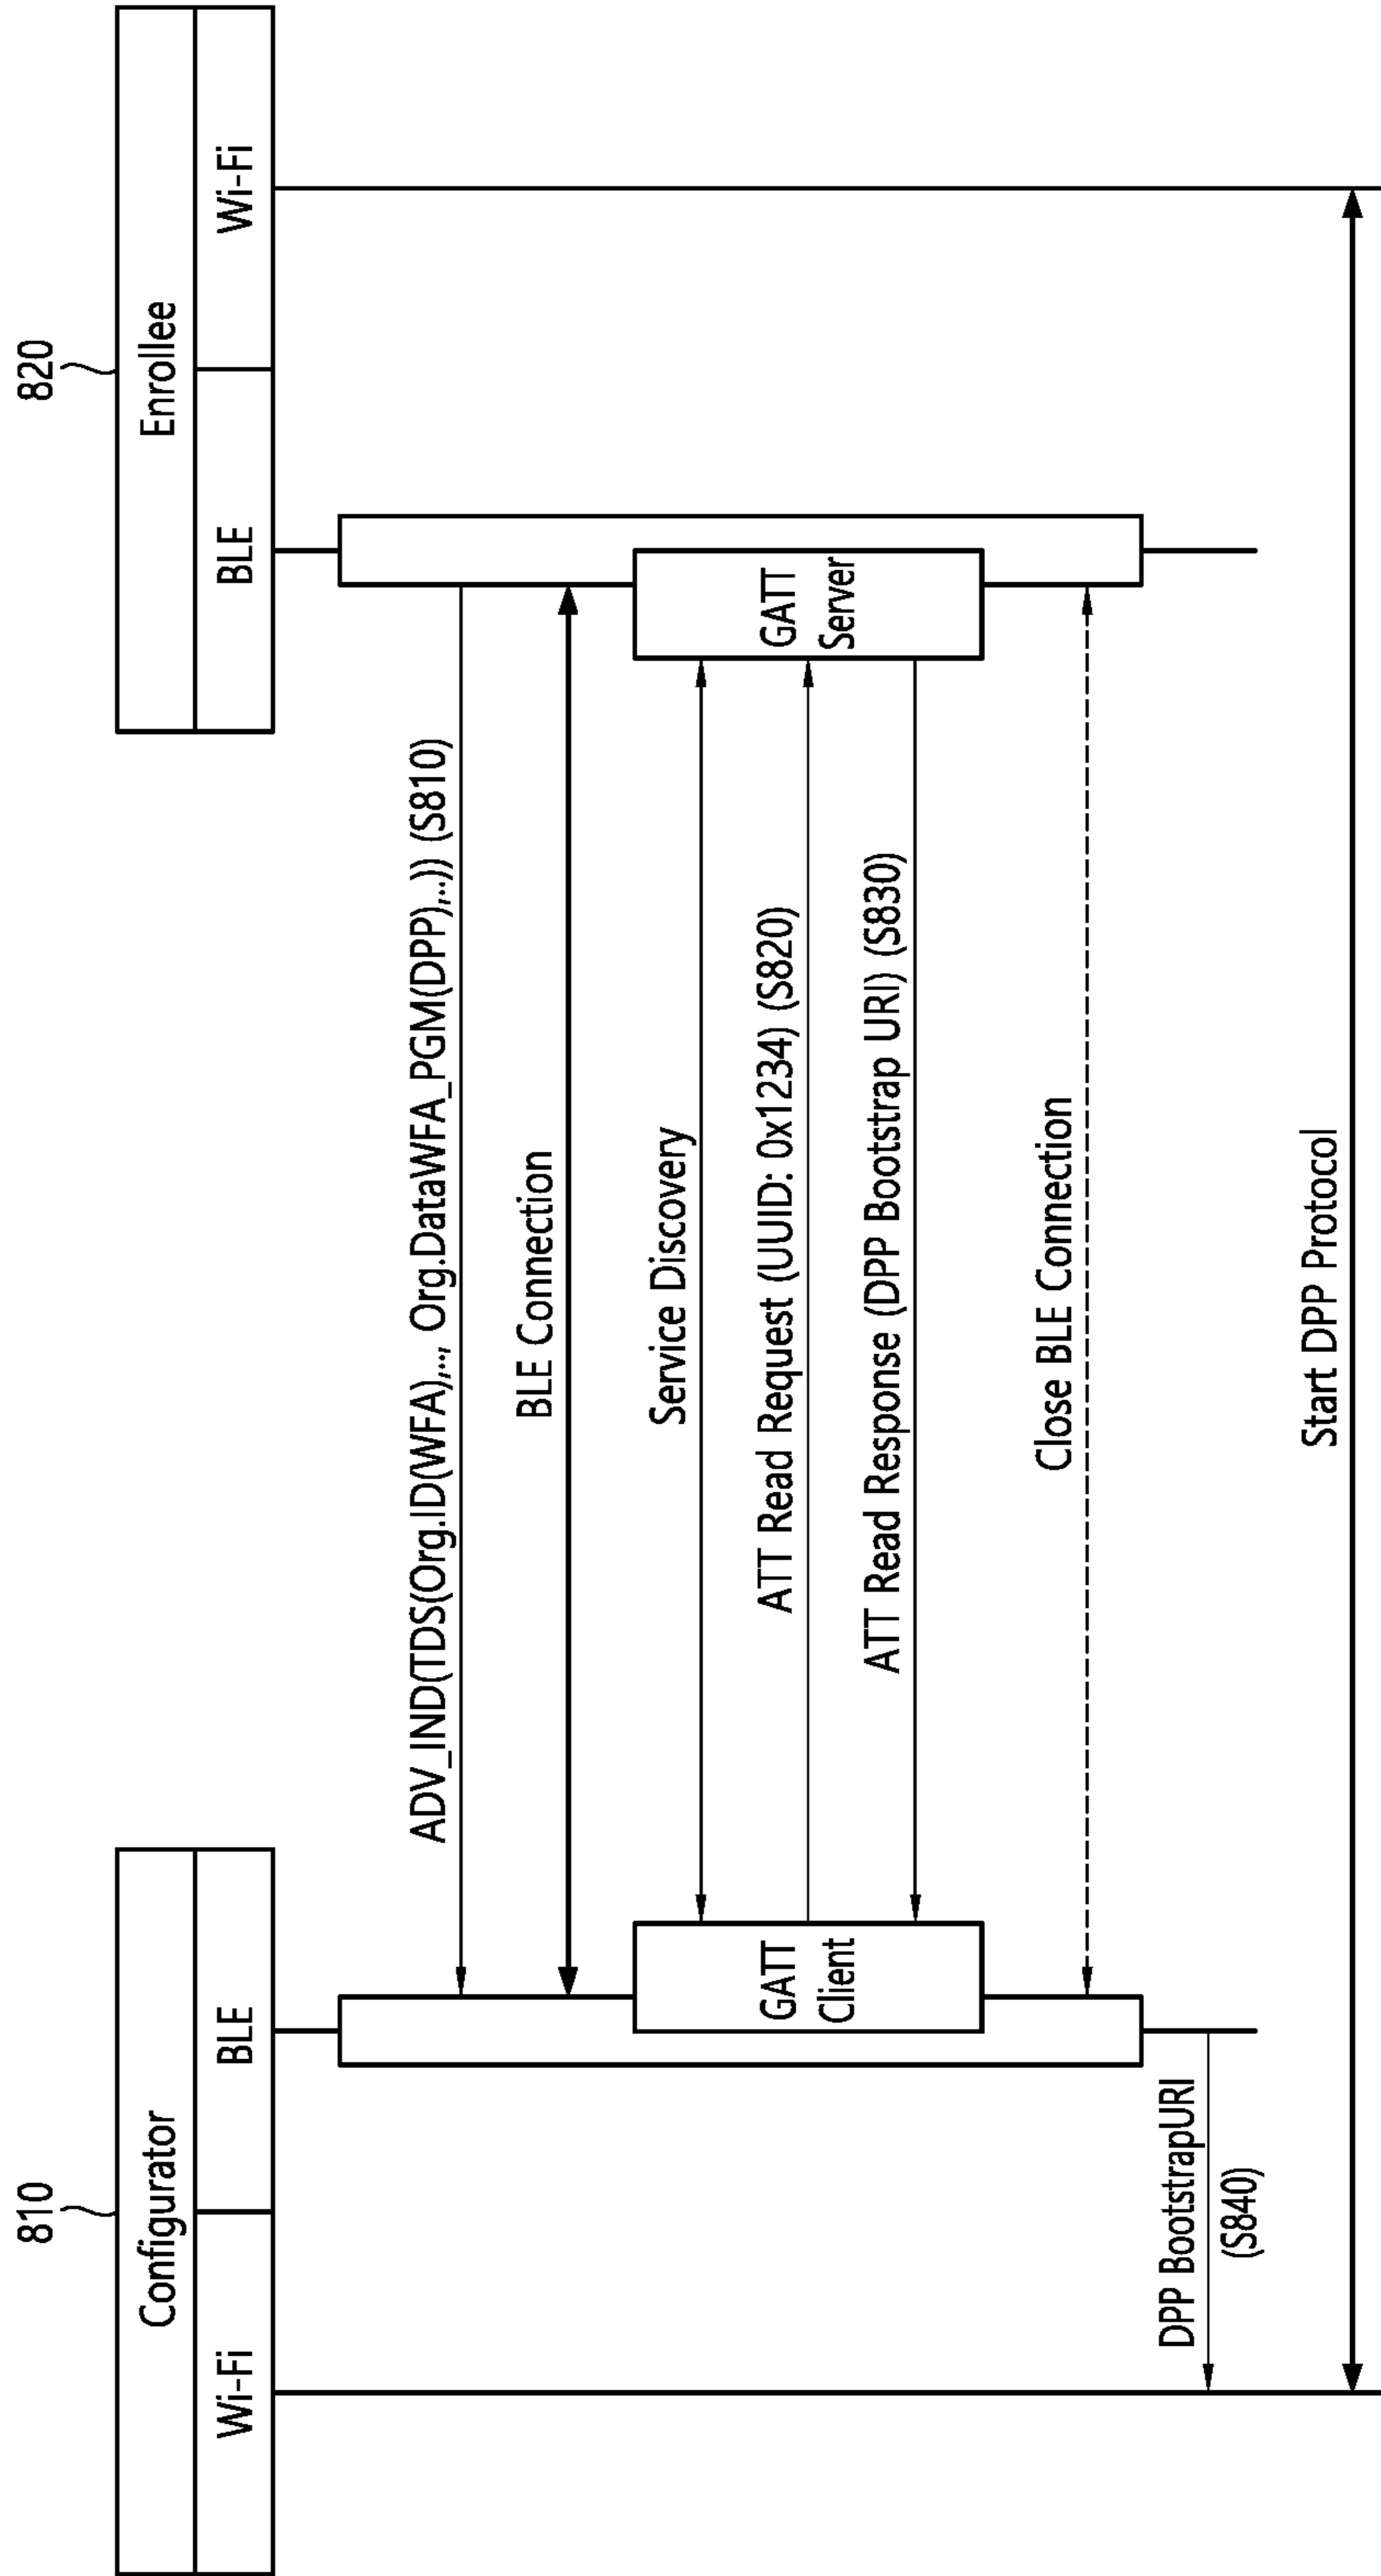 810
820
Configurator
Enrollee
Wi-Fi
BLE
BLE
Wi-Fi
ADV_IND(TDS(Org.ID(WFA),..., Org.DataWFA_PGM(DPP),..)) (S810)
BLE Connection
GATT
Client
GATT
Server
Service Discovery
ATT Read Request (UUID: 0x1234) (S820)
ATT Read Response (DPP Bootstrap URI) (S830)
Close BLE Connection
DPP BootstrapURI
(S840)
Start DPP Protocol